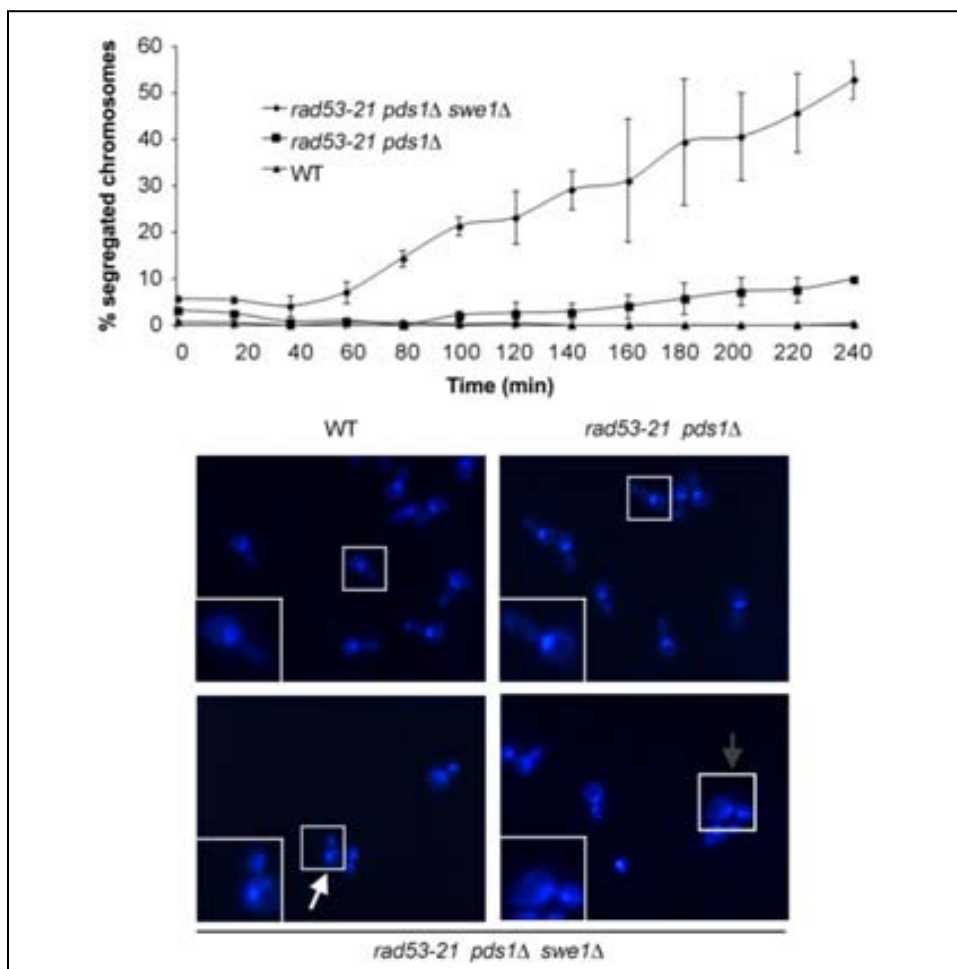 60
50
40
30
20
10
0
% segregated chromosomes
rad53-21 pds1Δ swe1Δ
rad53-21 pds1Δ
WT
0 20 40 60 80 100 120 140 160 180 200 220 240
Time (min)
WT rad53-21 pds1Δ
rad53-21 pds1Δ swe1Δ